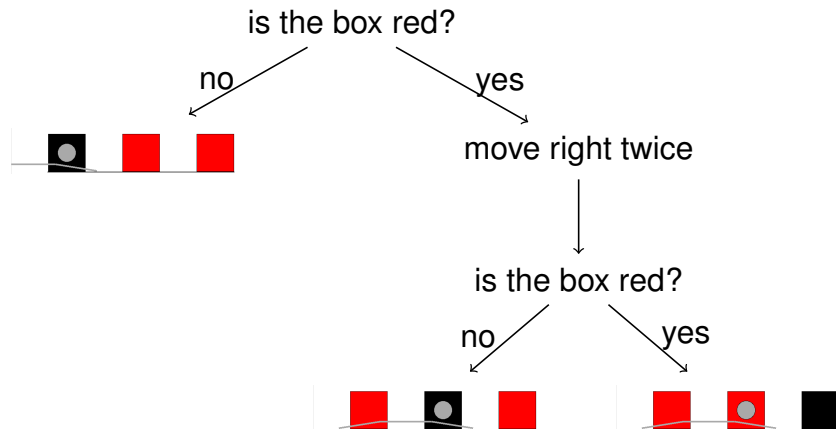 is the box red?
no
yes
move right twice
is the box red?
no
yes